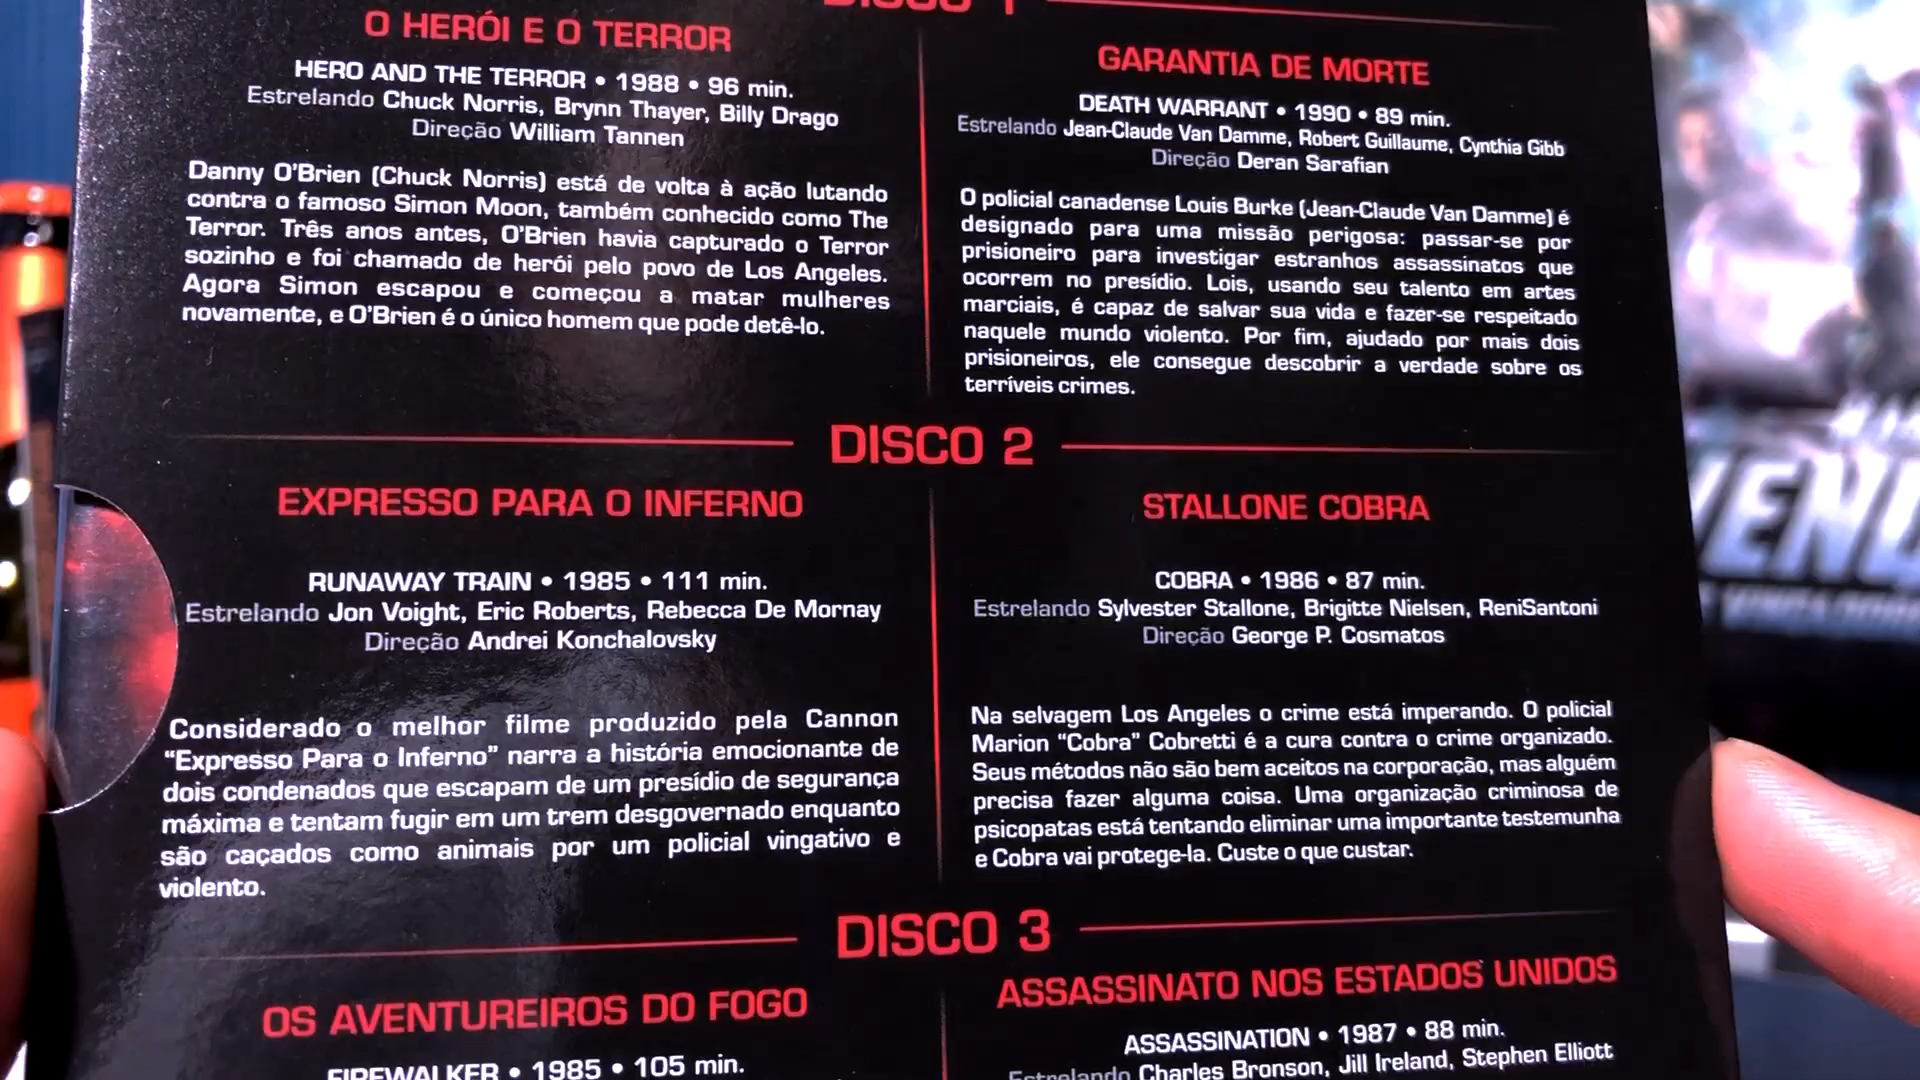 DISCO 1
O HERÓI E O TERROR
HERO AND THE TERROR • 1988 • 96 min.
Estrelando Chuck Norris, Brynn Thayer, Billy Drago
Direção William Tannen
Danny O'Brien (Chuck Norris) está de volta à ação lutando
contra o famoso Simon Moon, também conhecido como The
Terror. Três anos antes, O'Brien havia capturado o Terror
sozinho e foi chamado de herói pelo povo de Los Angeles.
Agora Simon escapou e começou a matar mulheres
novamente, e O'Brien é o único homem que pode detê-lo.
GARANTIA DE MORTE
DEATH WARRANT • 1990 • 89 min.
Estrelando Jean-Claude Van Damme, Robert Guillaume, Cynthia Gibb
Direção Deran Sarafian
O policial canadense Louis Burke (Jean-Claude Van Damme) é
designado para uma missão perigosa: passar-se por
prisioneiro para investigar estranhos assassinatos que
ocorrem no presídio. Lois, usando seu talento em artes
marciais, é capaz de salvar sua vida e fazer-se respeitado
naquele mundo violento. Por fim, ajudado por mais dois
prisioneiros, ele consegue descobrir a verdade sobre os
terríveis crimes.
DISCO 2
EXPRESSO PARA O INFERNO
RUNAWAY TRAIN • 1985 • 111 min.
Estrelando Jon Voight, Eric Roberts, Rebecca De Mornay
Direção Andrei Konchalovsky
Considerado o melhor filme produzido pela Cannon
“Expresso Para o Inferno” narra a história emocionante de
dois condenados que escapam de um presídio de segurança
máxima e tentam fugir em um trem desgovernado enquanto
são caçados como animais por um policial vingativo e
violento.
STALLONE COBRA
COBRA • 1986 • 87 min.
Estrelando Sylvester Stallone, Brigitte Nielsen, ReniSantoni
Direção George P. Cosmatos
Na selvagem Los Angeles o crime está imperando. O policial
Marion “Cobra” Cobretti é a cura contra o crime organizado.
Seus métodos não são bem aceitos na corporação, mas alguém
precisa fazer alguma coisa. Uma organização criminosa de
psicopatas está tentando eliminar uma importante testemunha
e Cobra vai protege-la. Custe o que custar.
DISCO 3
OS AVENTUREIROS DO FOGO
FIREWALKER • 1985 • 105 min.
ASSASSINATO NOS ESTADOS UNIDOS
ASSASSINATION • 1987 • 88 min.
Estrelando Charles Bronson, Jill Ireland, Stephen Elliott